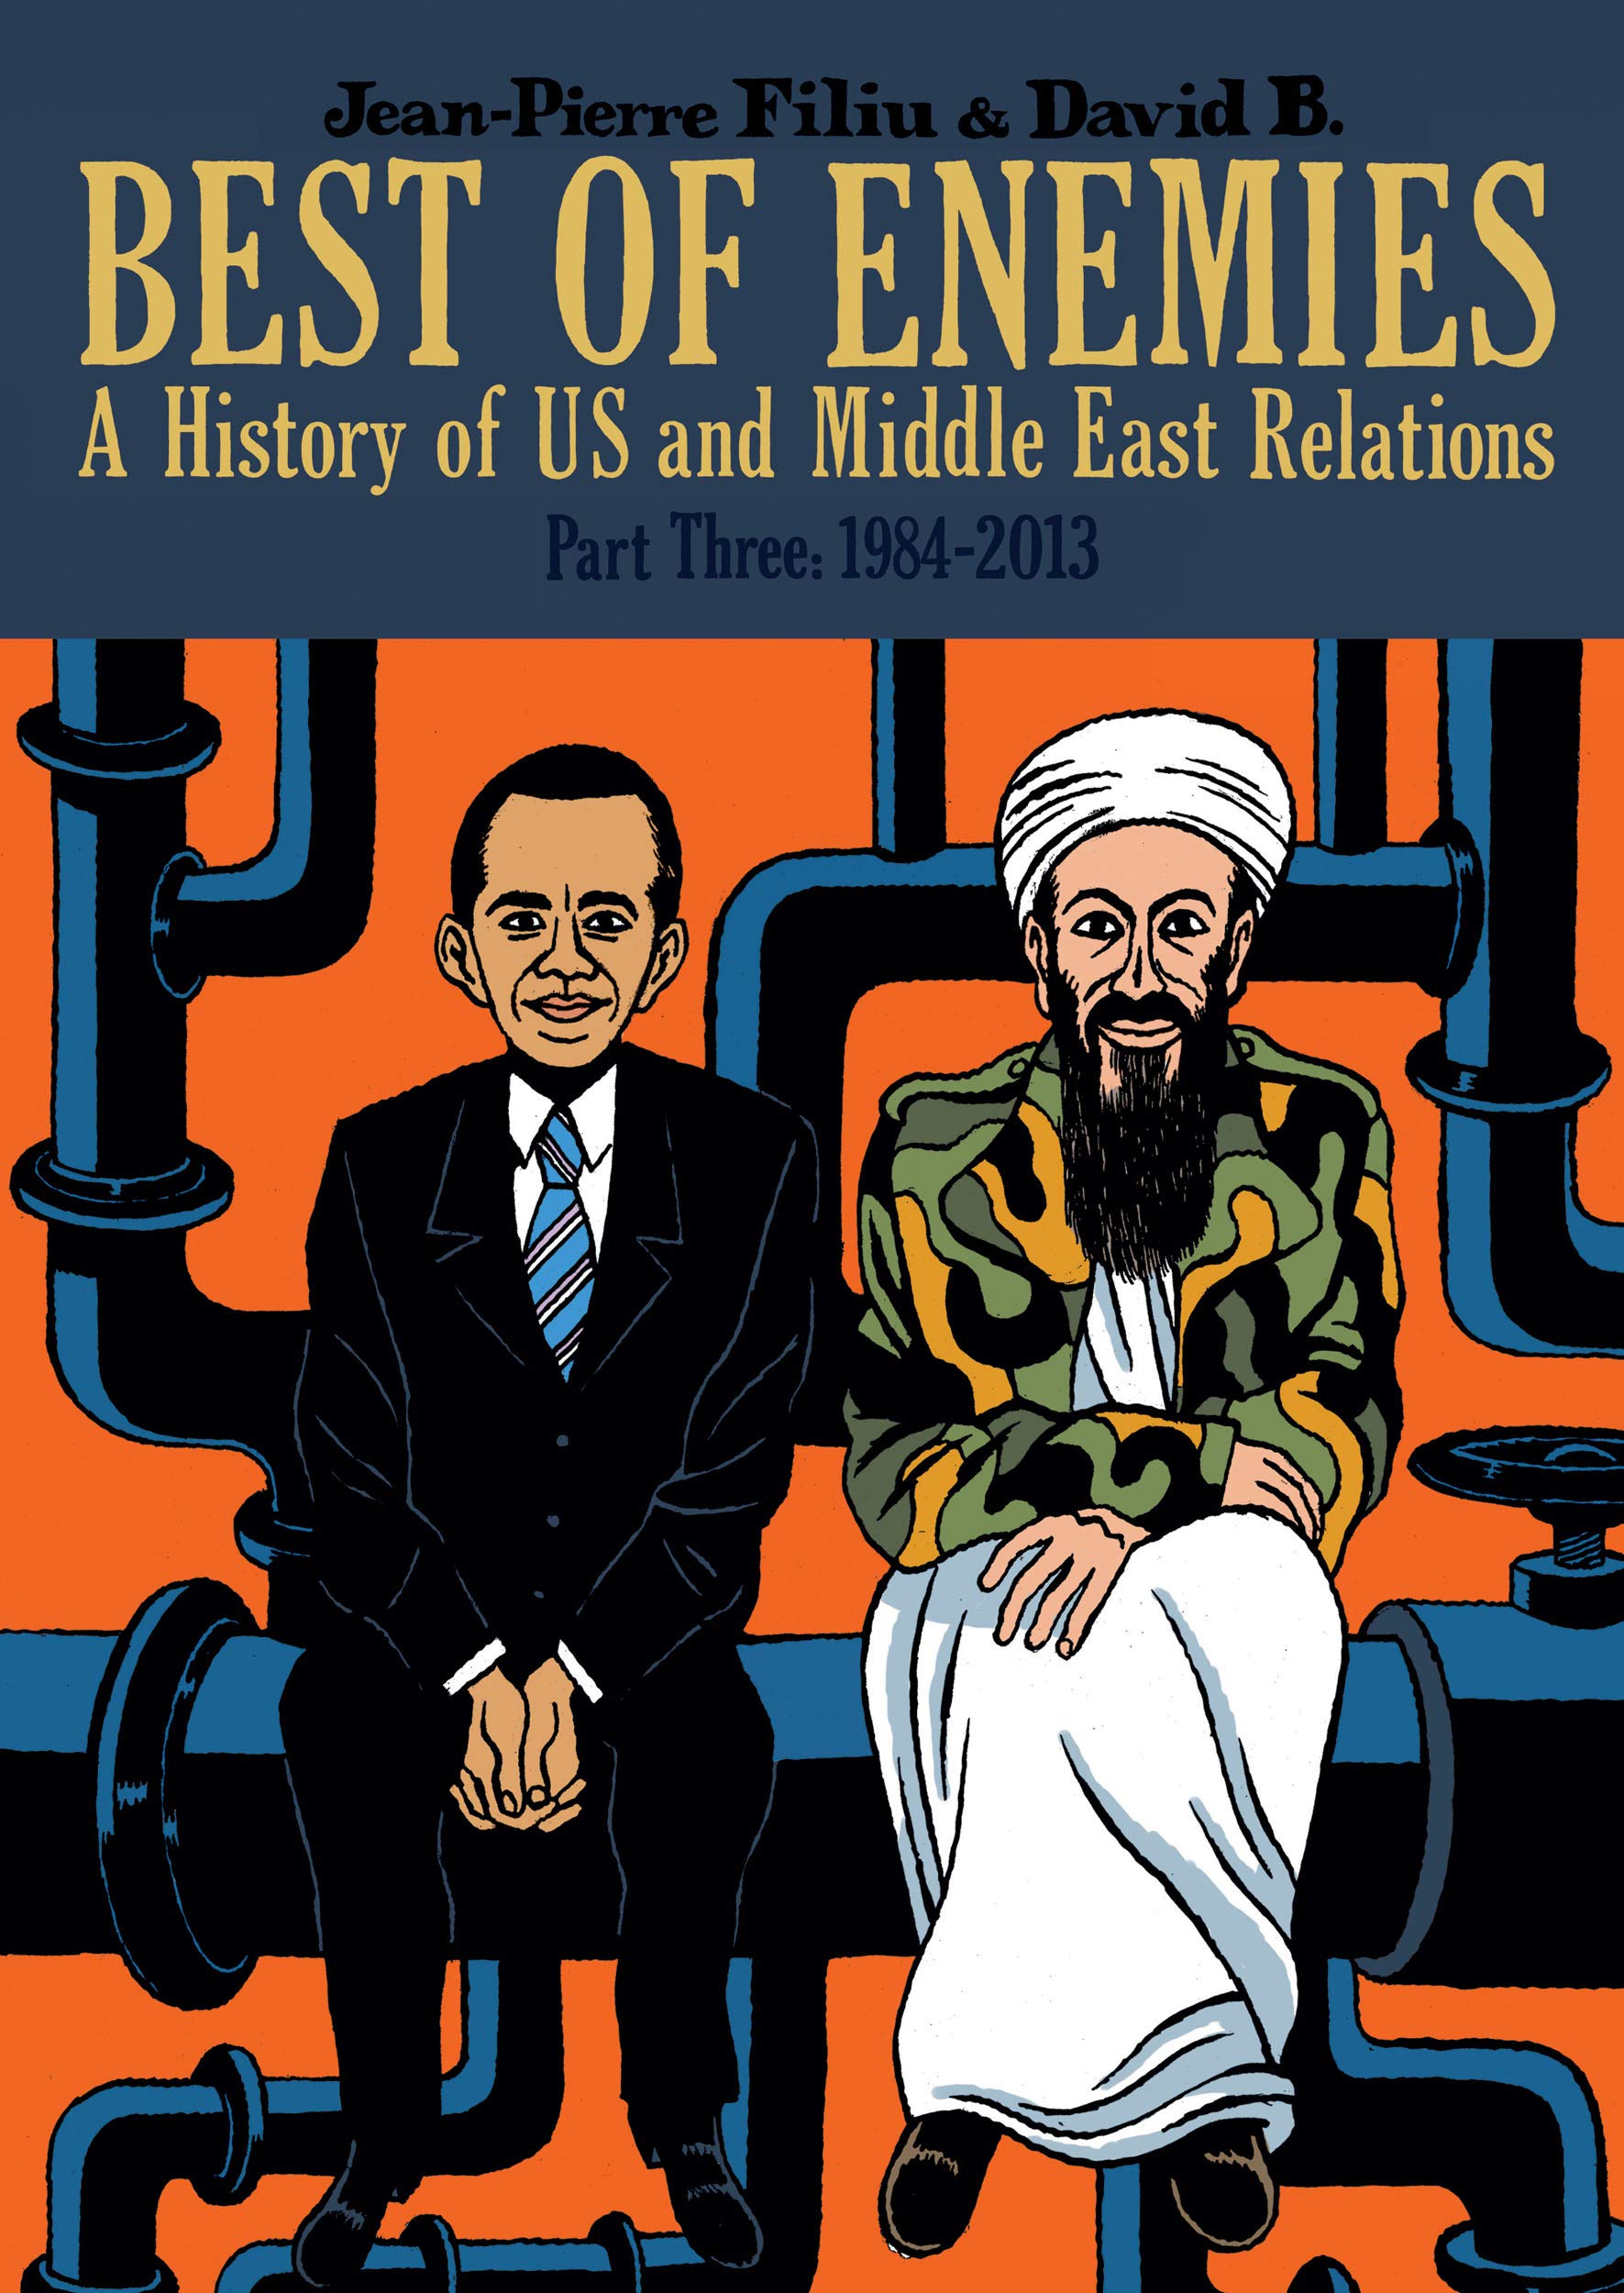 Jean-Pierre Filiu & David B.
BEST OF ENEMIES
A History of US and Middle East Relations
Part Three: 1984-2013